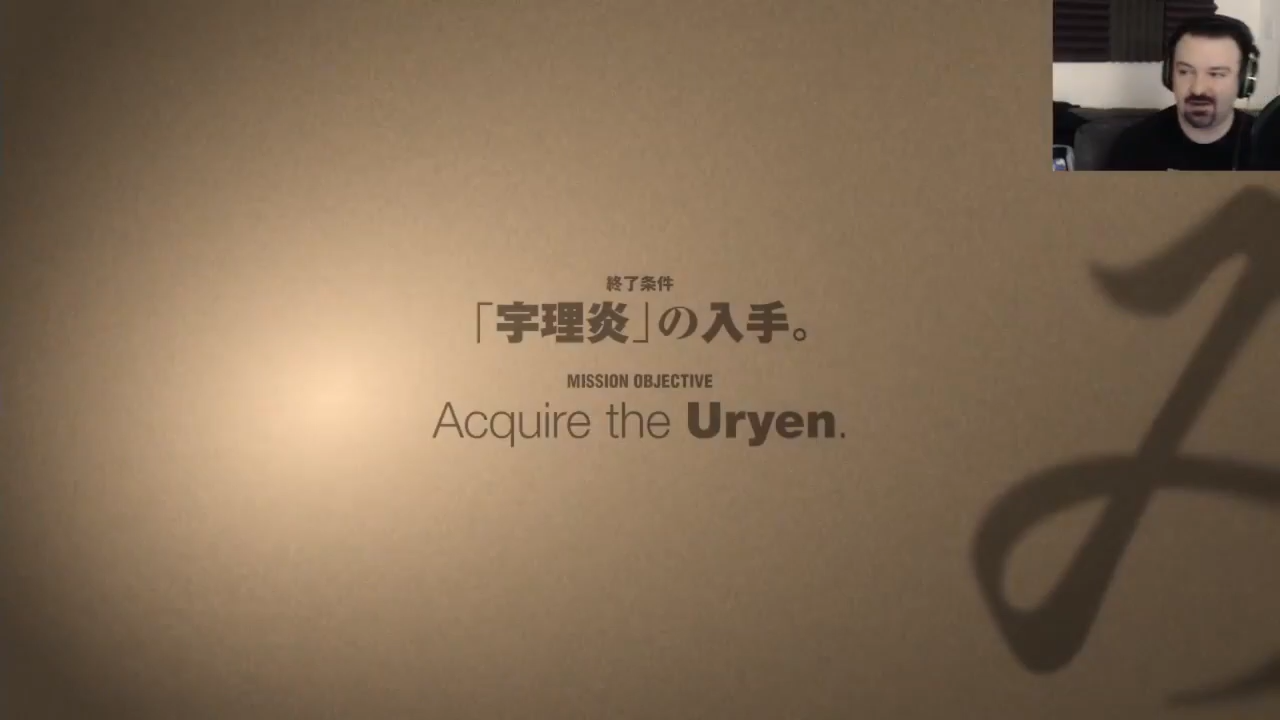 終了条件
「宇理炎」の入手。
MISSION OBJECTIVE
Acquire the Uryen.